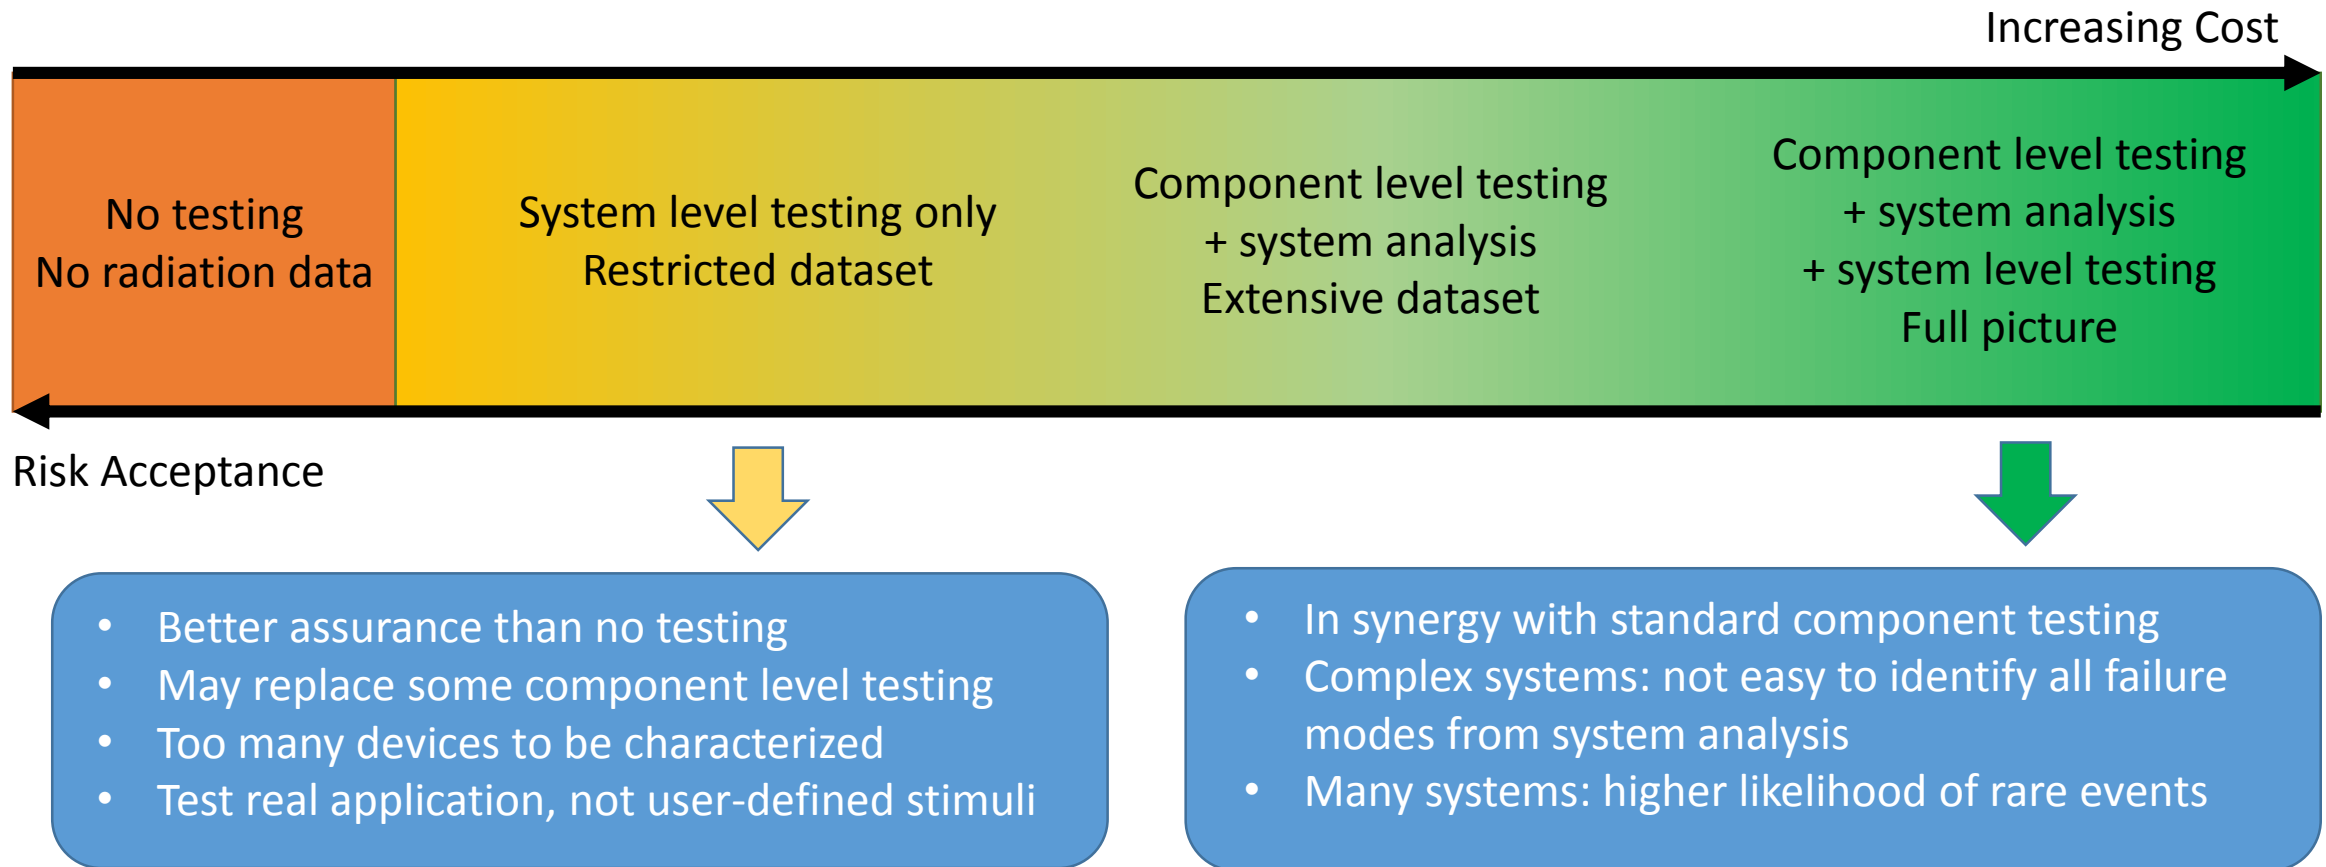 Increasing Cost
No testing
No radiation data
System level testing only
Restricted dataset
Component level testing
+ system analysis
Extensive dataset
Component level testing
+ system analysis
+ system level testing
Full picture
Risk Acceptance
• Better assurance than no testing
• May replace some component level testing
• Too many devices to be characterized
• Test real application, not user-defined stimuli
• In synergy with standard component testing
• Complex systems: not easy to identify all failure
modes from system analysis
• Many systems: higher likelihood of rare events